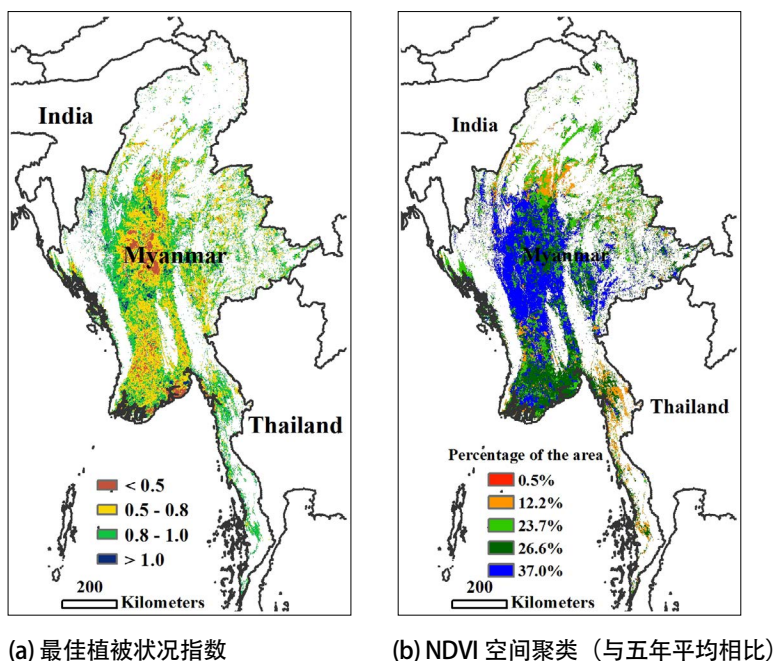 India
Myanmar
Thailand
< 0.5
0.5 - 0.8
0.8 - 1.0
> 1.0
200
Kilometers
India
Myanmar
Thailand
Percentage of the area
0.5%
12.2%
23.7%
26.6%
37.0%
200
Kilometers
(a) 最佳植被状况指数
(b) NDVI 空间聚类（与五年平均相比）